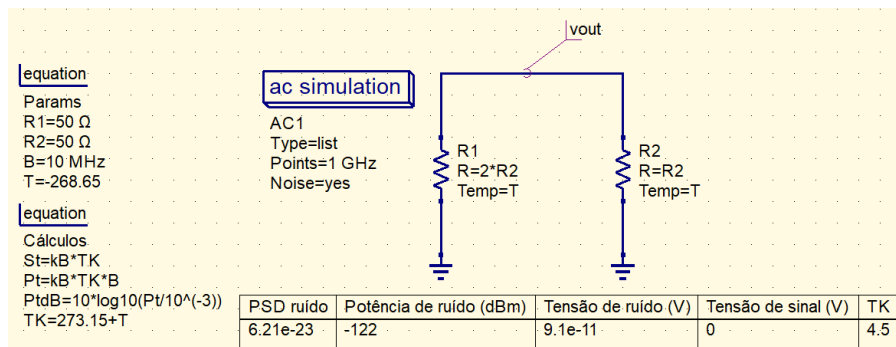 vout
equation
Params
R1=50 Ω
R2=50 Ω
B=10 MHz
T=-268.65
equation
Cálculos
St=kB*TK
Pt=kB*TK*B
PtdB=10*log10(Pt/10^(-3))
TK=273.15+T
ac simulation
AC1
Type=list
Points=1 GHz
Noise=yes
R1
R=2*R2
Temp=T
R2
R=R2
Temp=T
PSD ruído Potência de ruído (dBm) Tensão de ruído (V) Tensão de sinal (V) TK
6.21e-23 -122 9.1e-11 0 4.5